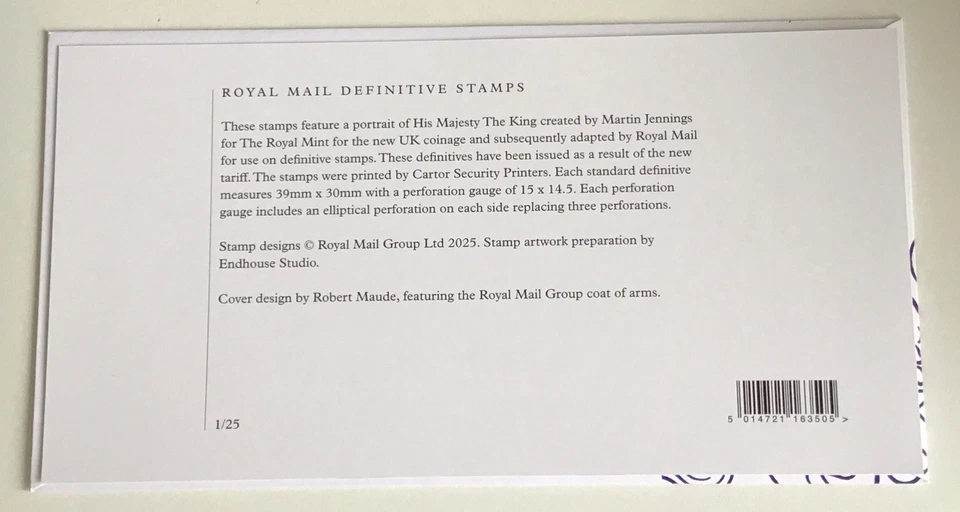 ROYAL MAIL DEFINITIVE STAMPS
These stamps feature a portrait of His Majesty The King created by Martin Jennings
for The Royal Mint for the new UK coinage and subsequently adapted by Royal Mail
for use on definitive stamps. These definitives have been issued as a result of the new
tariff. The stamps were printed by Cartor Security Printers. Each standard definitive
measures 39mm x 30mm with a perforation gauge of 15 x 14.5. Each perforation
gauge includes an elliptical perforation on each side replacing three perforations.
Stamp designs © Royal Mail Group Ltd 2025. Stamp artwork preparation by
Endhouse Studio.
Cover design by Robert Maude, featuring the Royal Mail Group coat of arms.
1/25
5 014721 163505 >